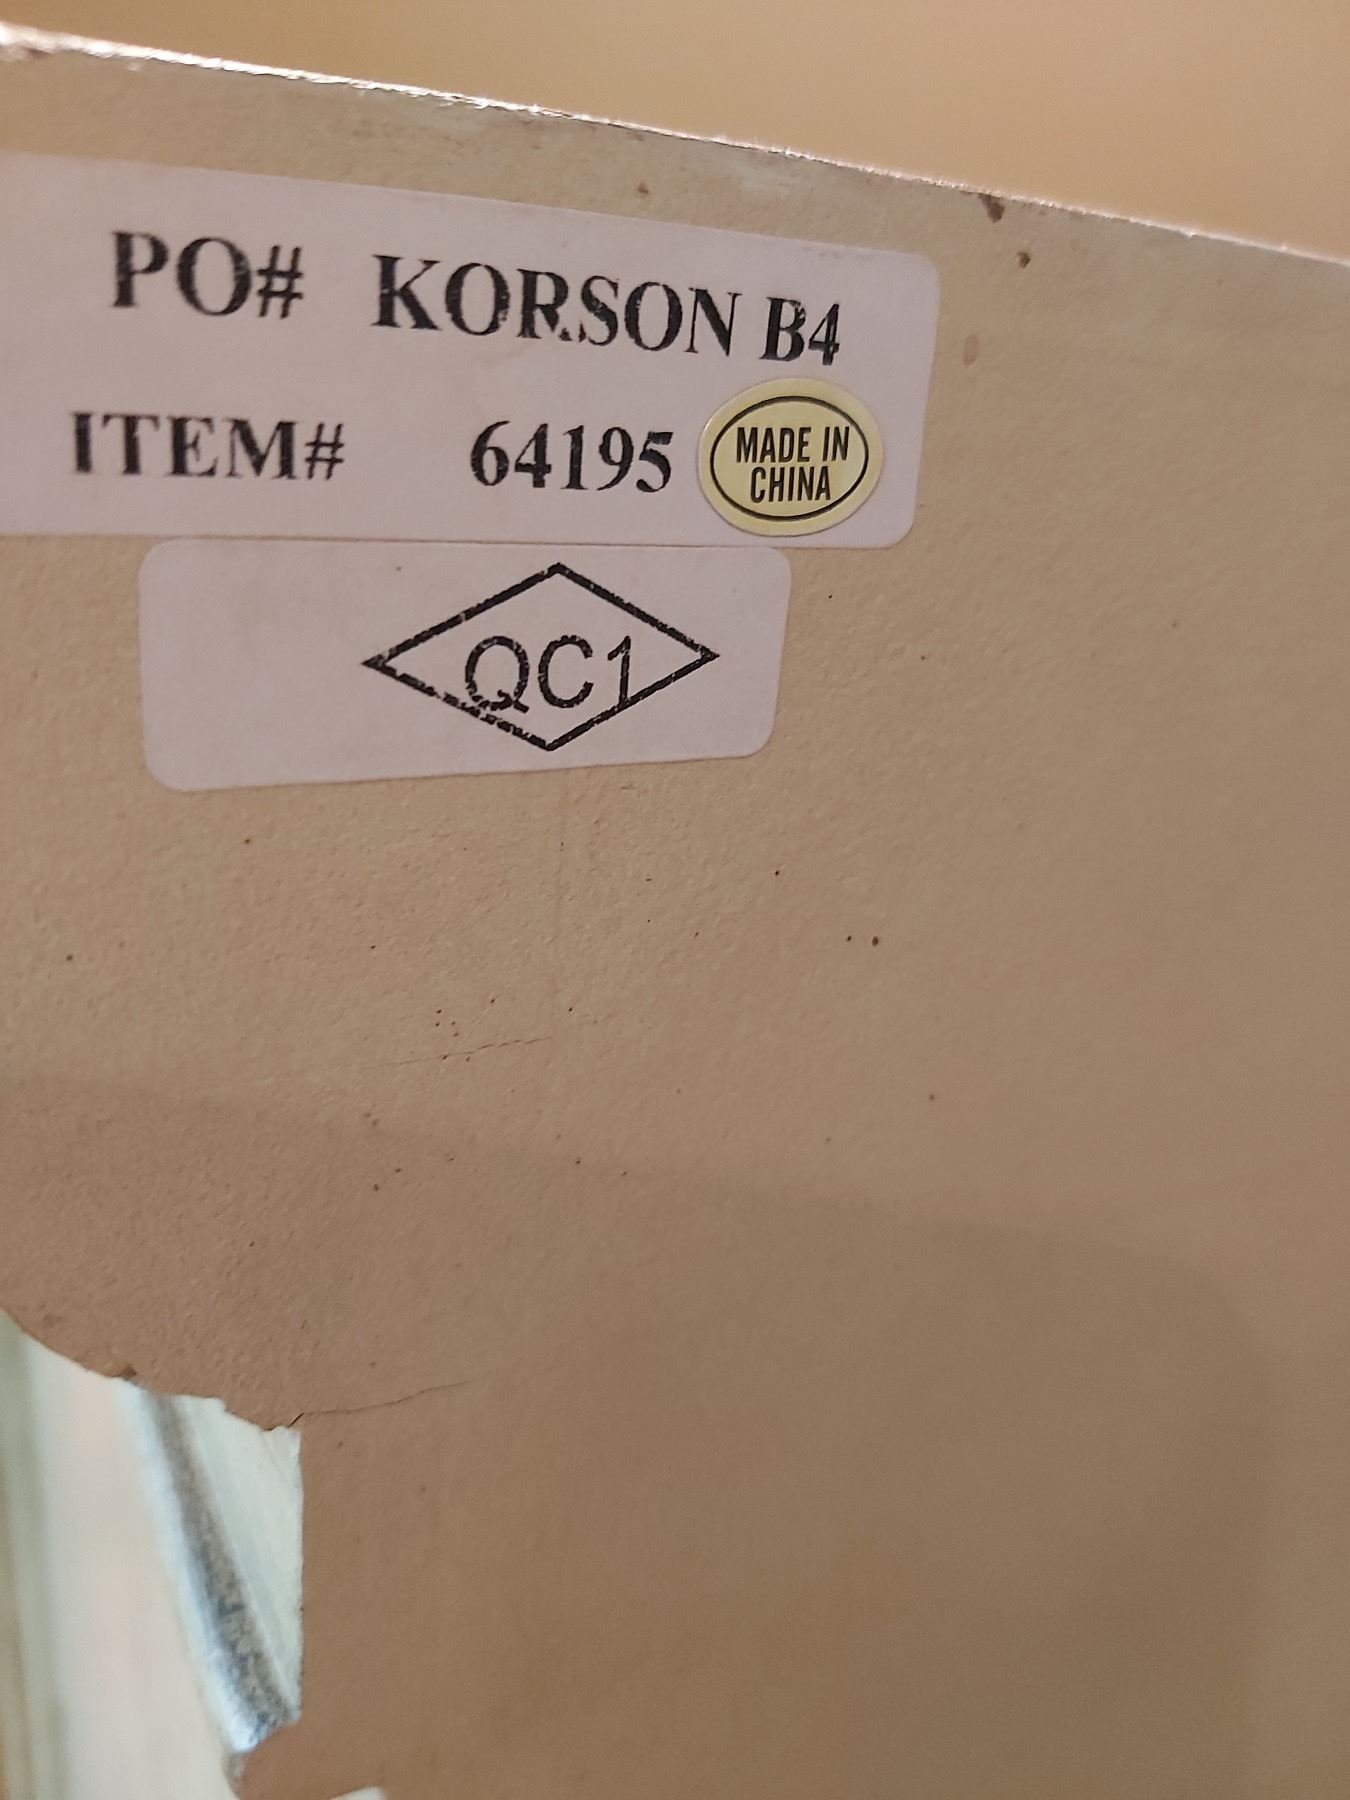 PO# KORSON B4
ITEM# 64195
MADE IN
CHINA
QC1